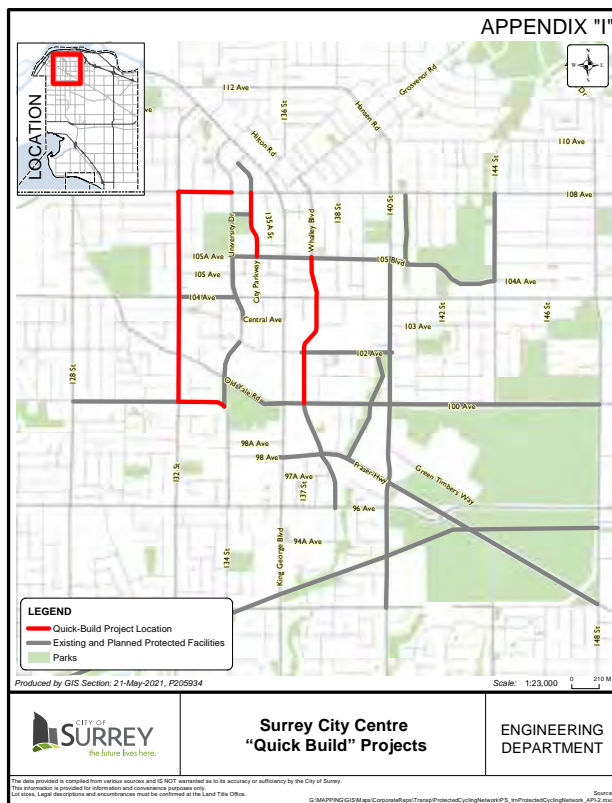 APPENDIX "I"
LOCATION
N
W E
S
112 Ave
136 St
Hansen Rd
Grosvenor Rd
Dr
Ave
Hilton Rd
110 Ave
144 St
108 Ave
University Dr
135A St
Whalley Blvd
138 St
140 St
105A Ave
105 Blvd
City Parkway
105 Ave
104A Ave
104 Ave
142 St
146 St
Central Ave
103 Ave
102 Ave
128 St
Old Yale Rd
100 Ave
132 St
98A Ave
98 Ave
Fraser Hwy
Green Timbers Way
97A Ave
137 St
96 Ave
King George Blvd
94A Ave
134 St
148 St
LEGEND
Quick-Build Project Location
Existing and Planned Protected Facilities
Parks
Produced by GIS Section: 21-May-2021, P205934
Scale: 1:23,000
0 210 M
CITY OF
SURREY
the future lives here.
Surrey City Centre
“Quick Build” Projects
ENGINEERING
DEPARTMENT
The data provided is compiled from various sources and IS NOT warranted as to its accuracy or sufficiency by the City of Surrey.
This information is provided for information and convenience purposes only.
Lot sizes, Legal descriptions and encumbrances must be confirmed at the Land Title Office.
Source: